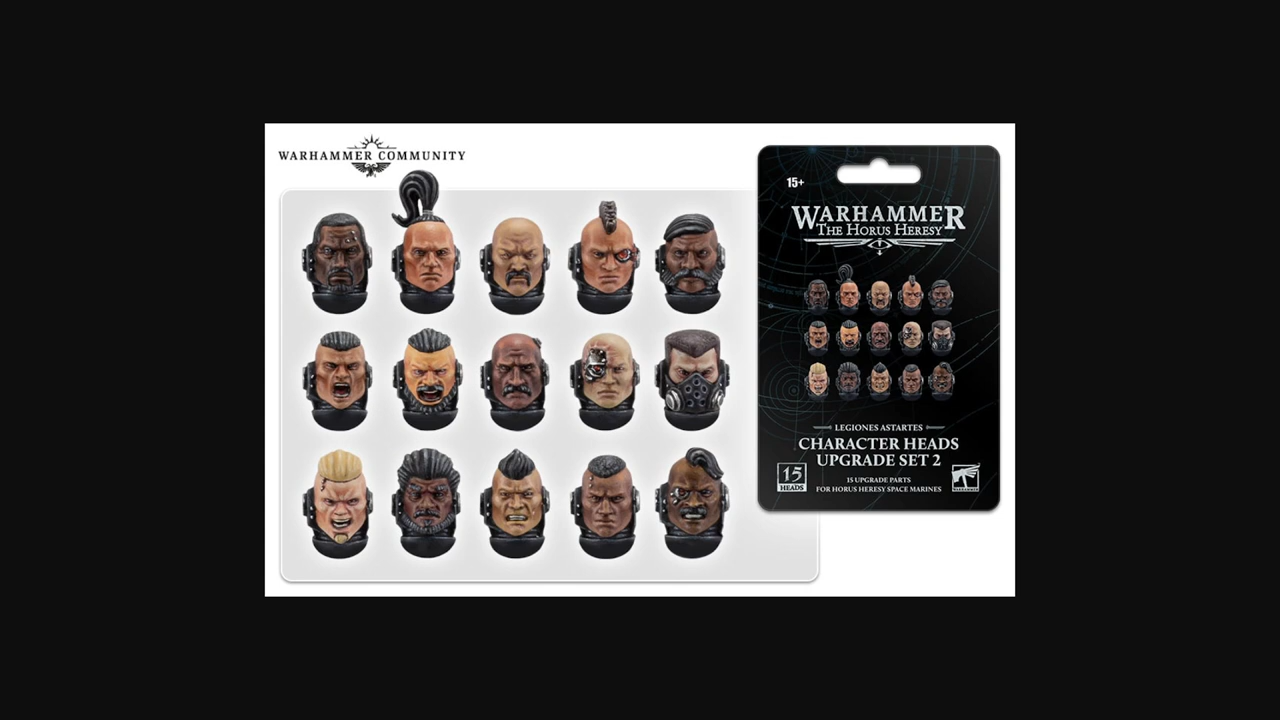 WARHAMMER COMMUNITY
15+
WARHAMMER
THE HORUS HERESY
LEGIONES ASTARTES
CHARACTER HEADS
UPGRADE SET 2
15
HEADS
15 UPGRADE PARTS
FOR HORUS HERESY SPACE MARINES
WARHAMMER